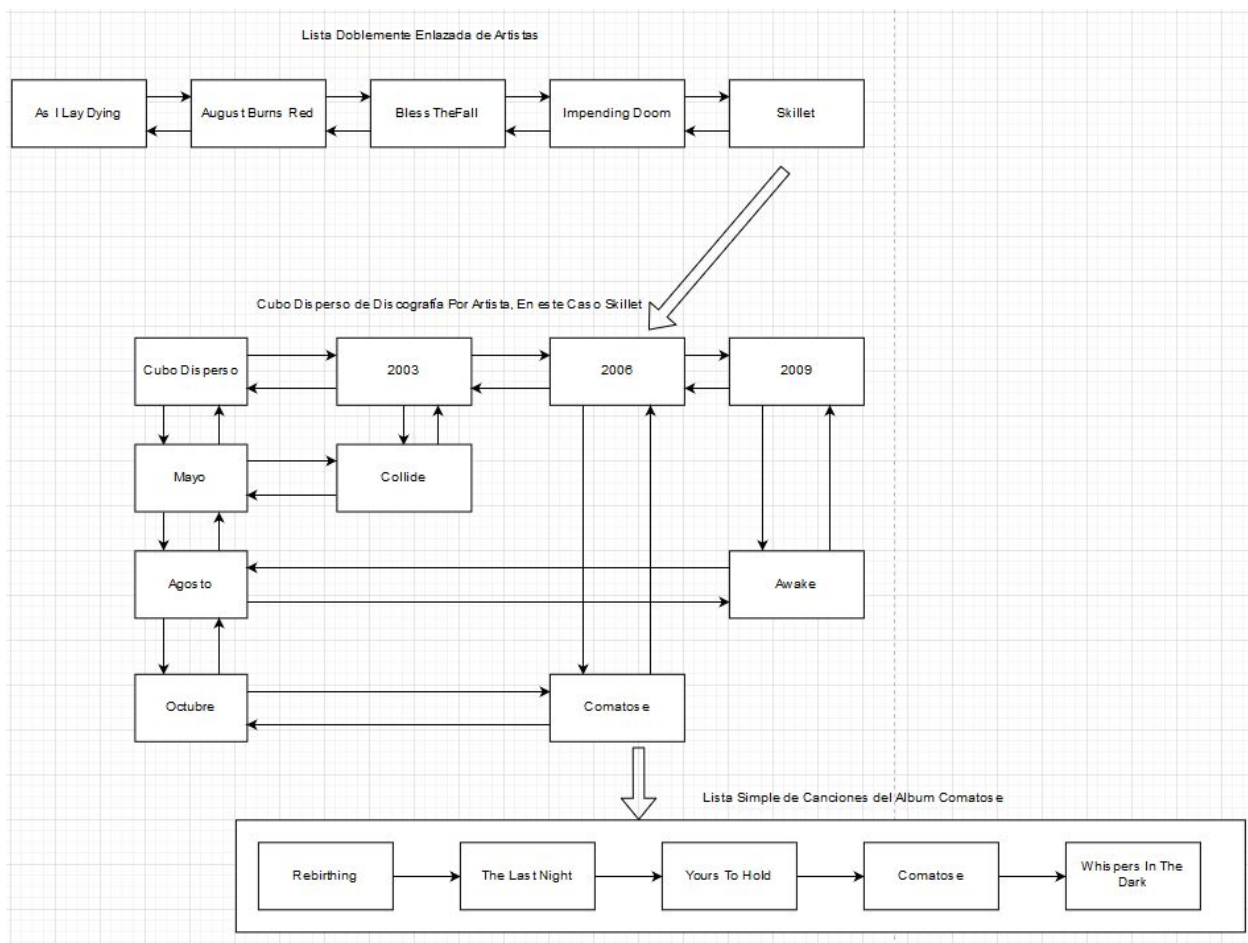 Lista Doblemente Enlazada de Artistas
As I Lay Dying
August Burns Red
Bless TheFall
Impending Doom
Skillet
Cubo Disperso de Discografía Por Artista, En este Caso Skillet
Cubo Disperso
2003
2006
2009
Mayo
Collide
Agosto
Awake
Octubre
Comatose
Lista Simple de Canciones del Album Comatose
Rebirthing
The Last Night
Yours To Hold
Comatose
Whispers In The
Dark